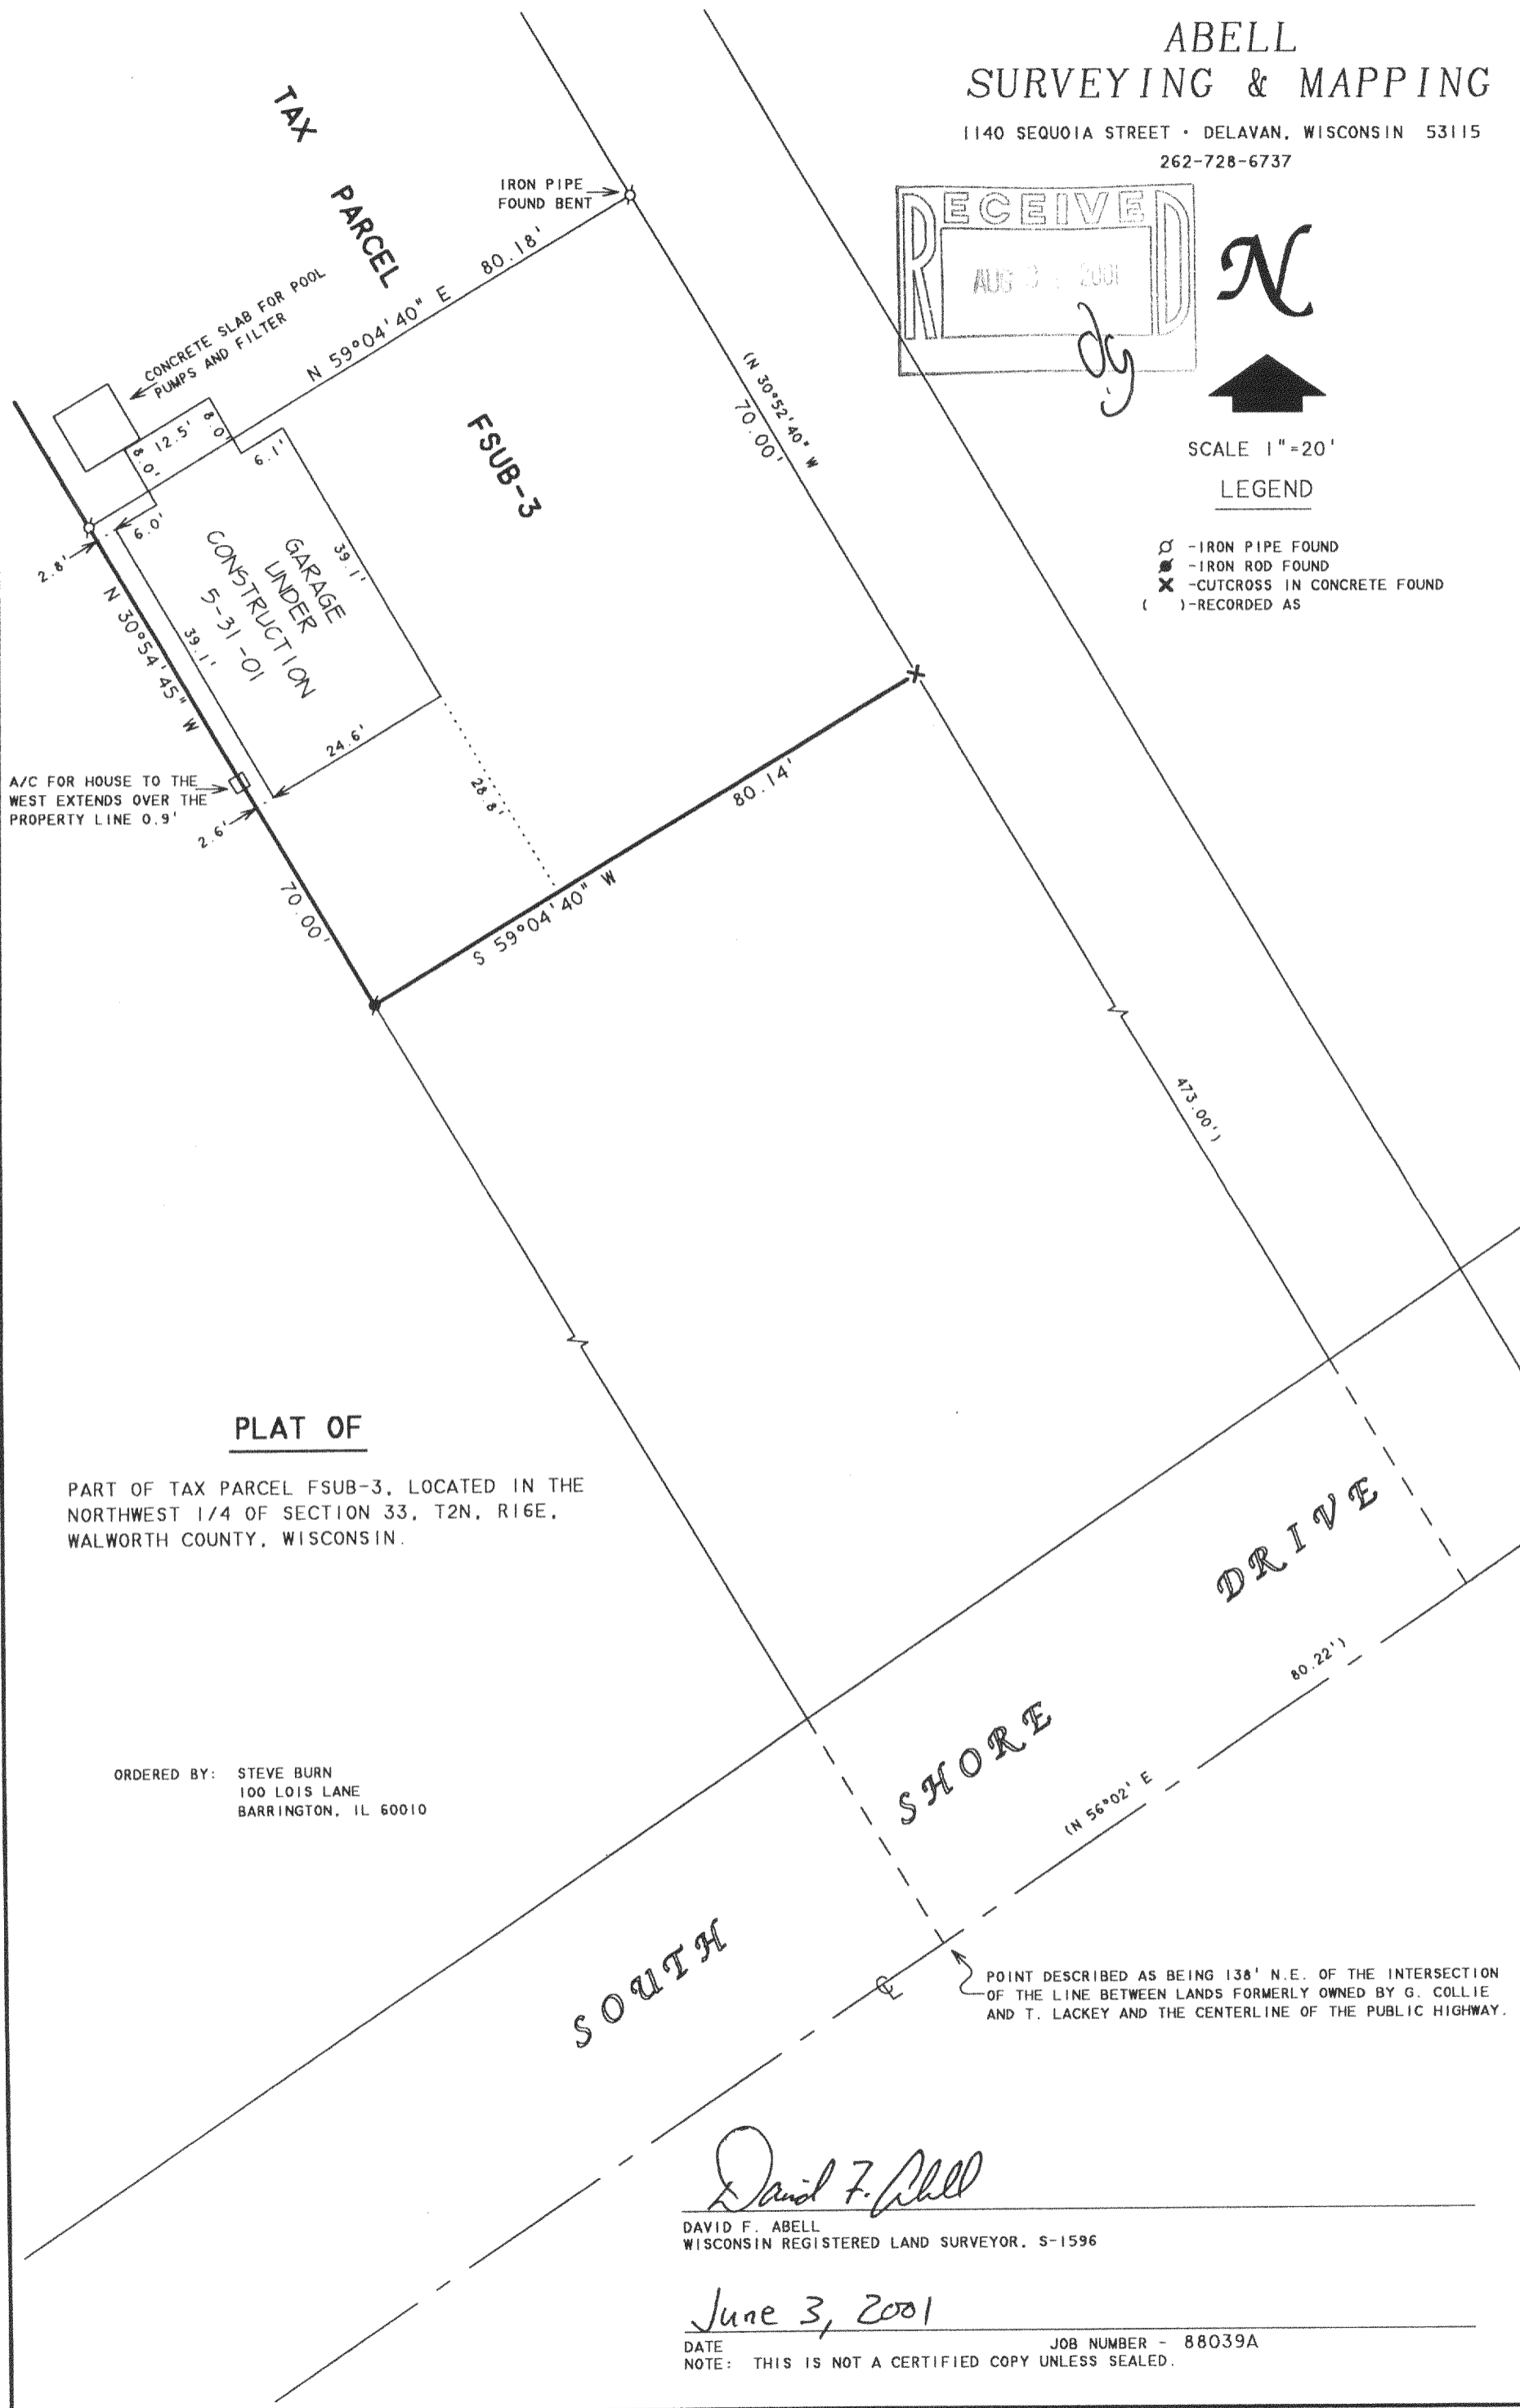 ABELL
SURVEYING & MAPPING
1140 SEQUOIA STREET • DELAVAN, WISCONSIN 53115
262-728-6737
RECEIVED
AUG 2001
N
SCALE 1"=20'
LEGEND
-IRON PIPE FOUND
-IRON ROD FOUND
X -CUTCROSS IN CONCRETE FOUND
( )-RECORDED AS
TAX PARCEL FSUB-3
IRON PIPE
FOUND BENT
N 59°04'40" E 80.18'
CONCRETE SLAB FOR POOL
PUMPS AND FILTER
8.0'
12.5'
8.0'
6.1'
6.0'
2.8'
39.1'
39.1'
GARAGE
UNDER
CONSTRUCTION
5-31-01
24.6'
28.8'
N 30°54'45" W
70.00'
A/C FOR HOUSE TO THE
WEST EXTENDS OVER THE
PROPERTY LINE 0.9'
2.6'
(N 30°52'40" W
70.00'
473.00')
80.14'
S 59°04'40" W
PLAT OF
PART OF TAX PARCEL FSUB-3, LOCATED IN THE
NORTHWEST 1/4 OF SECTION 33, T2N, R16E,
WALWORTH COUNTY, WISCONSIN.
ORDERED BY: STEVE BURN
100 LOIS LANE
BARRINGTON, IL 60010
SOUTH SHORE DRIVE
(N 56°02' E 80.22')
CL
POINT DESCRIBED AS BEING 138' N.E. OF THE INTERSECTION
OF THE LINE BETWEEN LANDS FORMERLY OWNED BY G. COLLIE
AND T. LACKEY AND THE CENTERLINE OF THE PUBLIC HIGHWAY.
David F. Abell
DAVID F. ABELL
WISCONSIN REGISTERED LAND SURVEYOR, S-1596
June 3, 2001
DATE JOB NUMBER - 88039A
NOTE: THIS IS NOT A CERTIFIED COPY UNLESS SEALED.